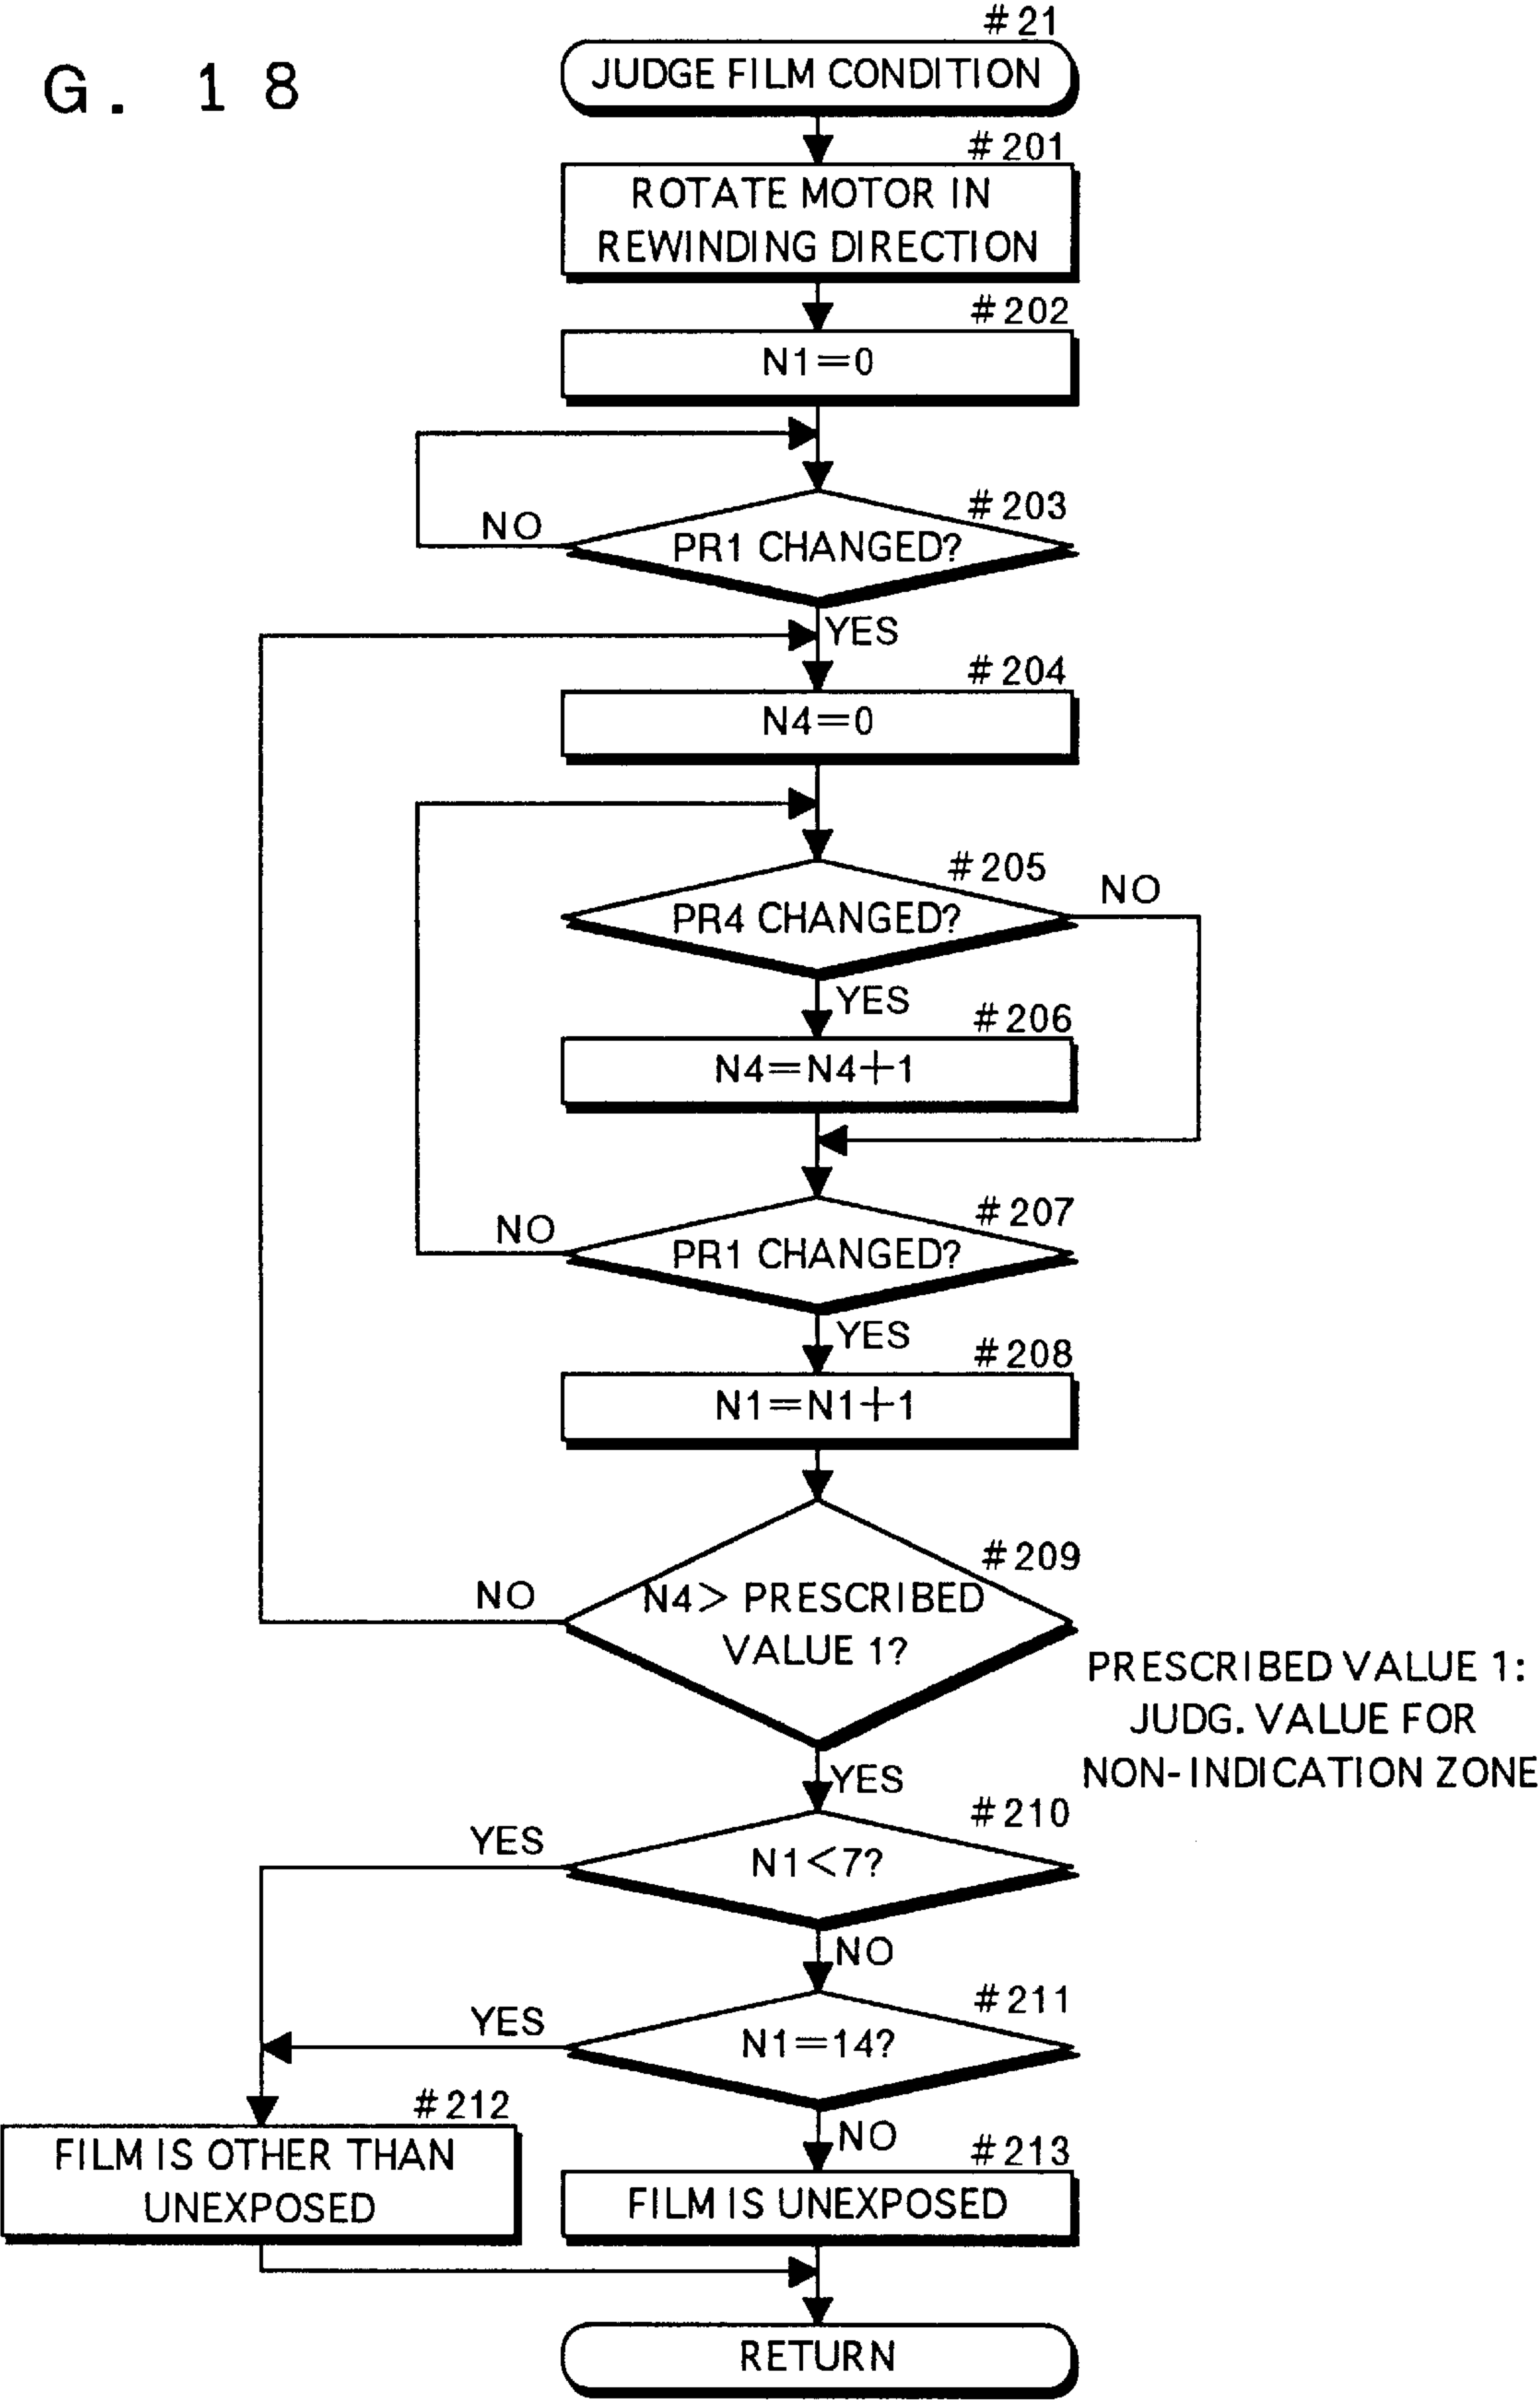 G. 18
#21
JUDGE FILM CONDITION
#201
ROTATE MOTOR IN
REWINDING DIRECTION
#202
N1=0
#203
NO
PR1 CHANGED?
YES
#204
N4=0
#205
NO
PR4 CHANGED?
YES
#206
N4=N4+1
#207
NO
PR1 CHANGED?
YES
#208
N1=N1+1
#209
NO
N4> PRESCRIBED
VALUE 1?
PRESCRIBED VALUE 1:
JUDG. VALUE FOR
NON-INDICATION ZONE
YES
#210
YES
N1<7?
NO
#211
YES
N1=14?
#212
NO
#213
FILM IS OTHER THAN
UNEXPOSED
FILM IS UNEXPOSED
RETURN